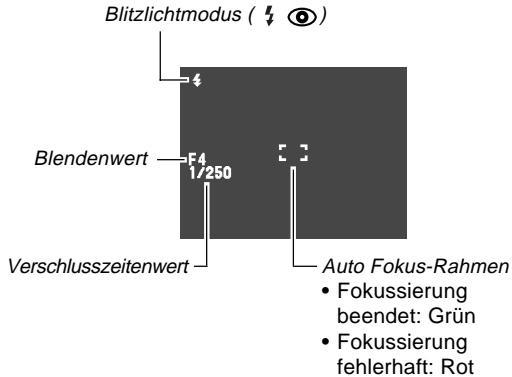 Blitzlichtmodus ( )
Blendenwert
F4
1/250
Verschlusszeitenwert
Auto Fokus-Rahmen
• Fokussierung
beendet: Grün
• Fokussierung
fehlerhaft: Rot